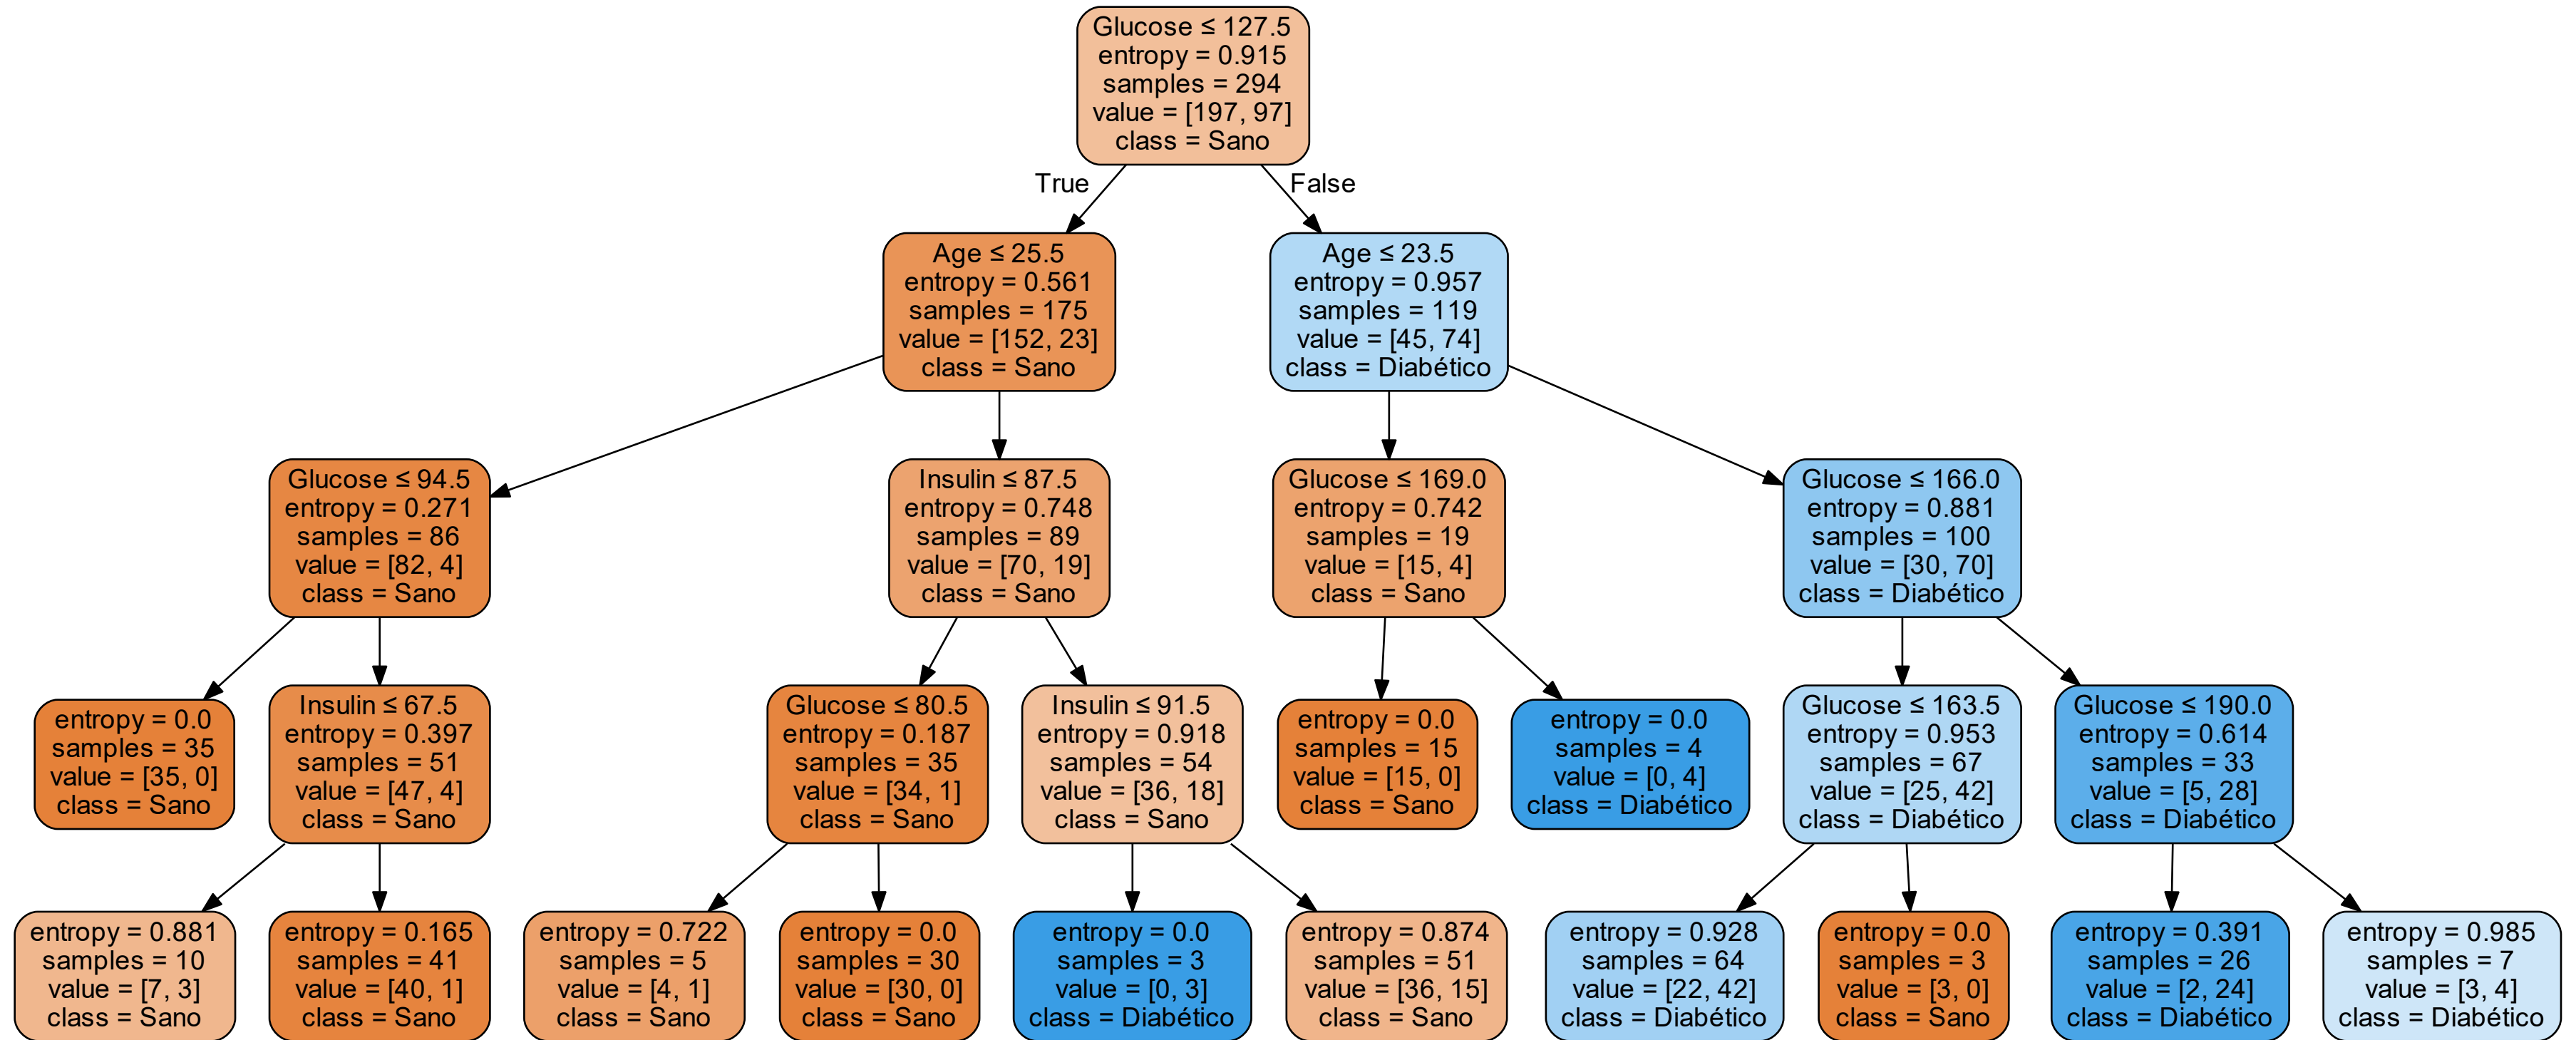 Glucose ≤ 127.5
entropy = 0.915
samples = 294
value = [197, 97]
class = Sano
True
False
Age ≤ 25.5
entropy = 0.561
samples = 175
value = [152, 23]
class = Sano
Age ≤ 23.5
entropy = 0.957
samples = 119
value = [45, 74]
class = Diabético
Glucose ≤ 94.5
entropy = 0.271
samples = 86
value = [82, 4]
class = Sano
Insulin ≤ 87.5
entropy = 0.748
samples = 89
value = [70, 19]
class = Sano
Glucose ≤ 169.0
entropy = 0.742
samples = 19
value = [15, 4]
class = Sano
Glucose ≤ 166.0
entropy = 0.881
samples = 100
value = [30, 70]
class = Diabético
entropy = 0.0
samples = 35
value = [35, 0]
class = Sano
Insulin ≤ 67.5
entropy = 0.397
samples = 51
value = [47, 4]
class = Sano
Glucose ≤ 80.5
entropy = 0.187
samples = 35
value = [34, 1]
class = Sano
Insulin ≤ 91.5
entropy = 0.918
samples = 54
value = [36, 18]
class = Sano
entropy = 0.0
samples = 15
value = [15, 0]
class = Sano
entropy = 0.0
samples = 4
value = [0, 4]
class = Diabético
Glucose ≤ 163.5
entropy = 0.953
samples = 67
value = [25, 42]
class = Diabético
Glucose ≤ 190.0
entropy = 0.614
samples = 33
value = [5, 28]
class = Diabético
entropy = 0.881
samples = 10
value = [7, 3]
class = Sano
entropy = 0.165
samples = 41
value = [40, 1]
class = Sano
entropy = 0.722
samples = 5
value = [4, 1]
class = Sano
entropy = 0.0
samples = 30
value = [30, 0]
class = Sano
entropy = 0.0
samples = 3
value = [0, 3]
class = Diabético
entropy = 0.874
samples = 51
value = [36, 15]
class = Sano
entropy = 0.928
samples = 64
value = [22, 42]
class = Diabético
entropy = 0.0
samples = 3
value = [3, 0]
class = Sano
entropy = 0.391
samples = 26
value = [2, 24]
class = Diabético
entropy = 0.985
samples = 7
value = [3, 4]
class = Diabético